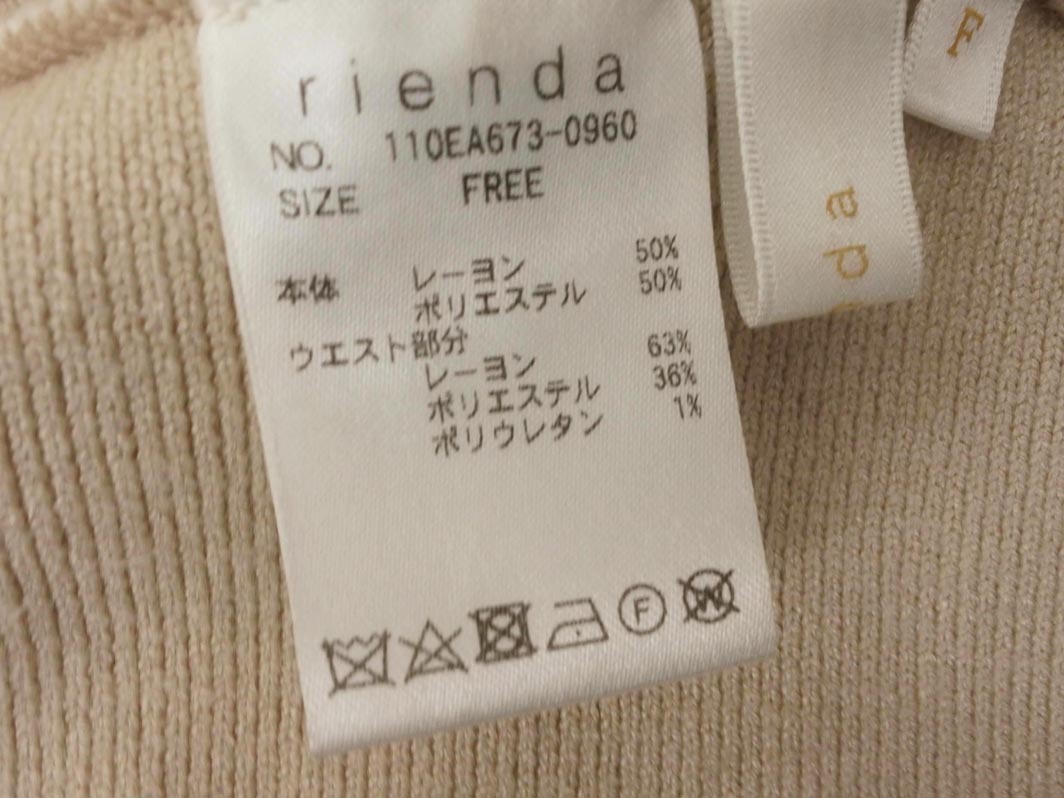 rienda
NO. 110EA673-0960
SIZE FREE
本体 レーヨン 50%
ポリエステル 50%
ウエスト部分
レーヨン 63%
ポリエステル 36%
ポリウレタン 1%
F
W
da
F